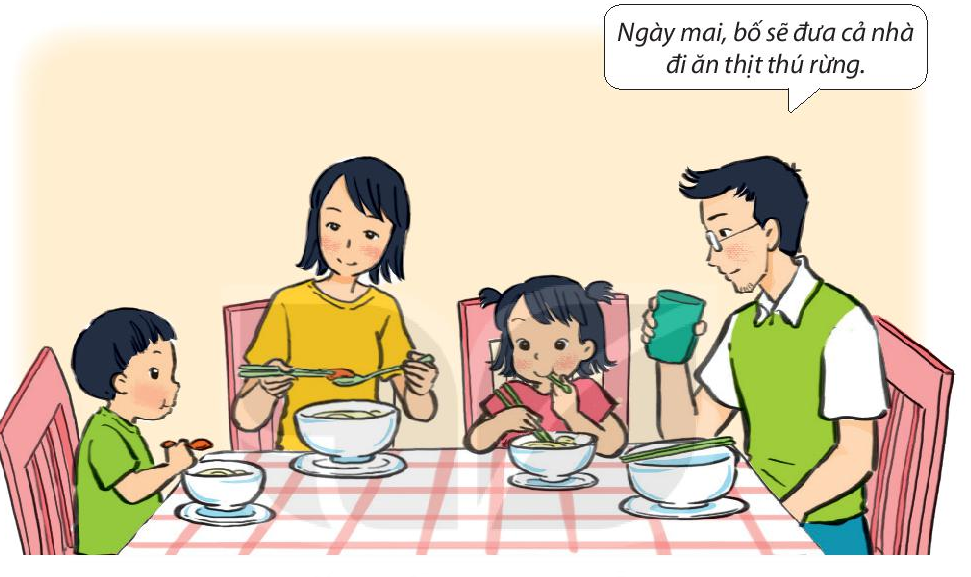 Ngày mai, bố sẽ đưa cả nhà
đi ăn thịt thú rừng.